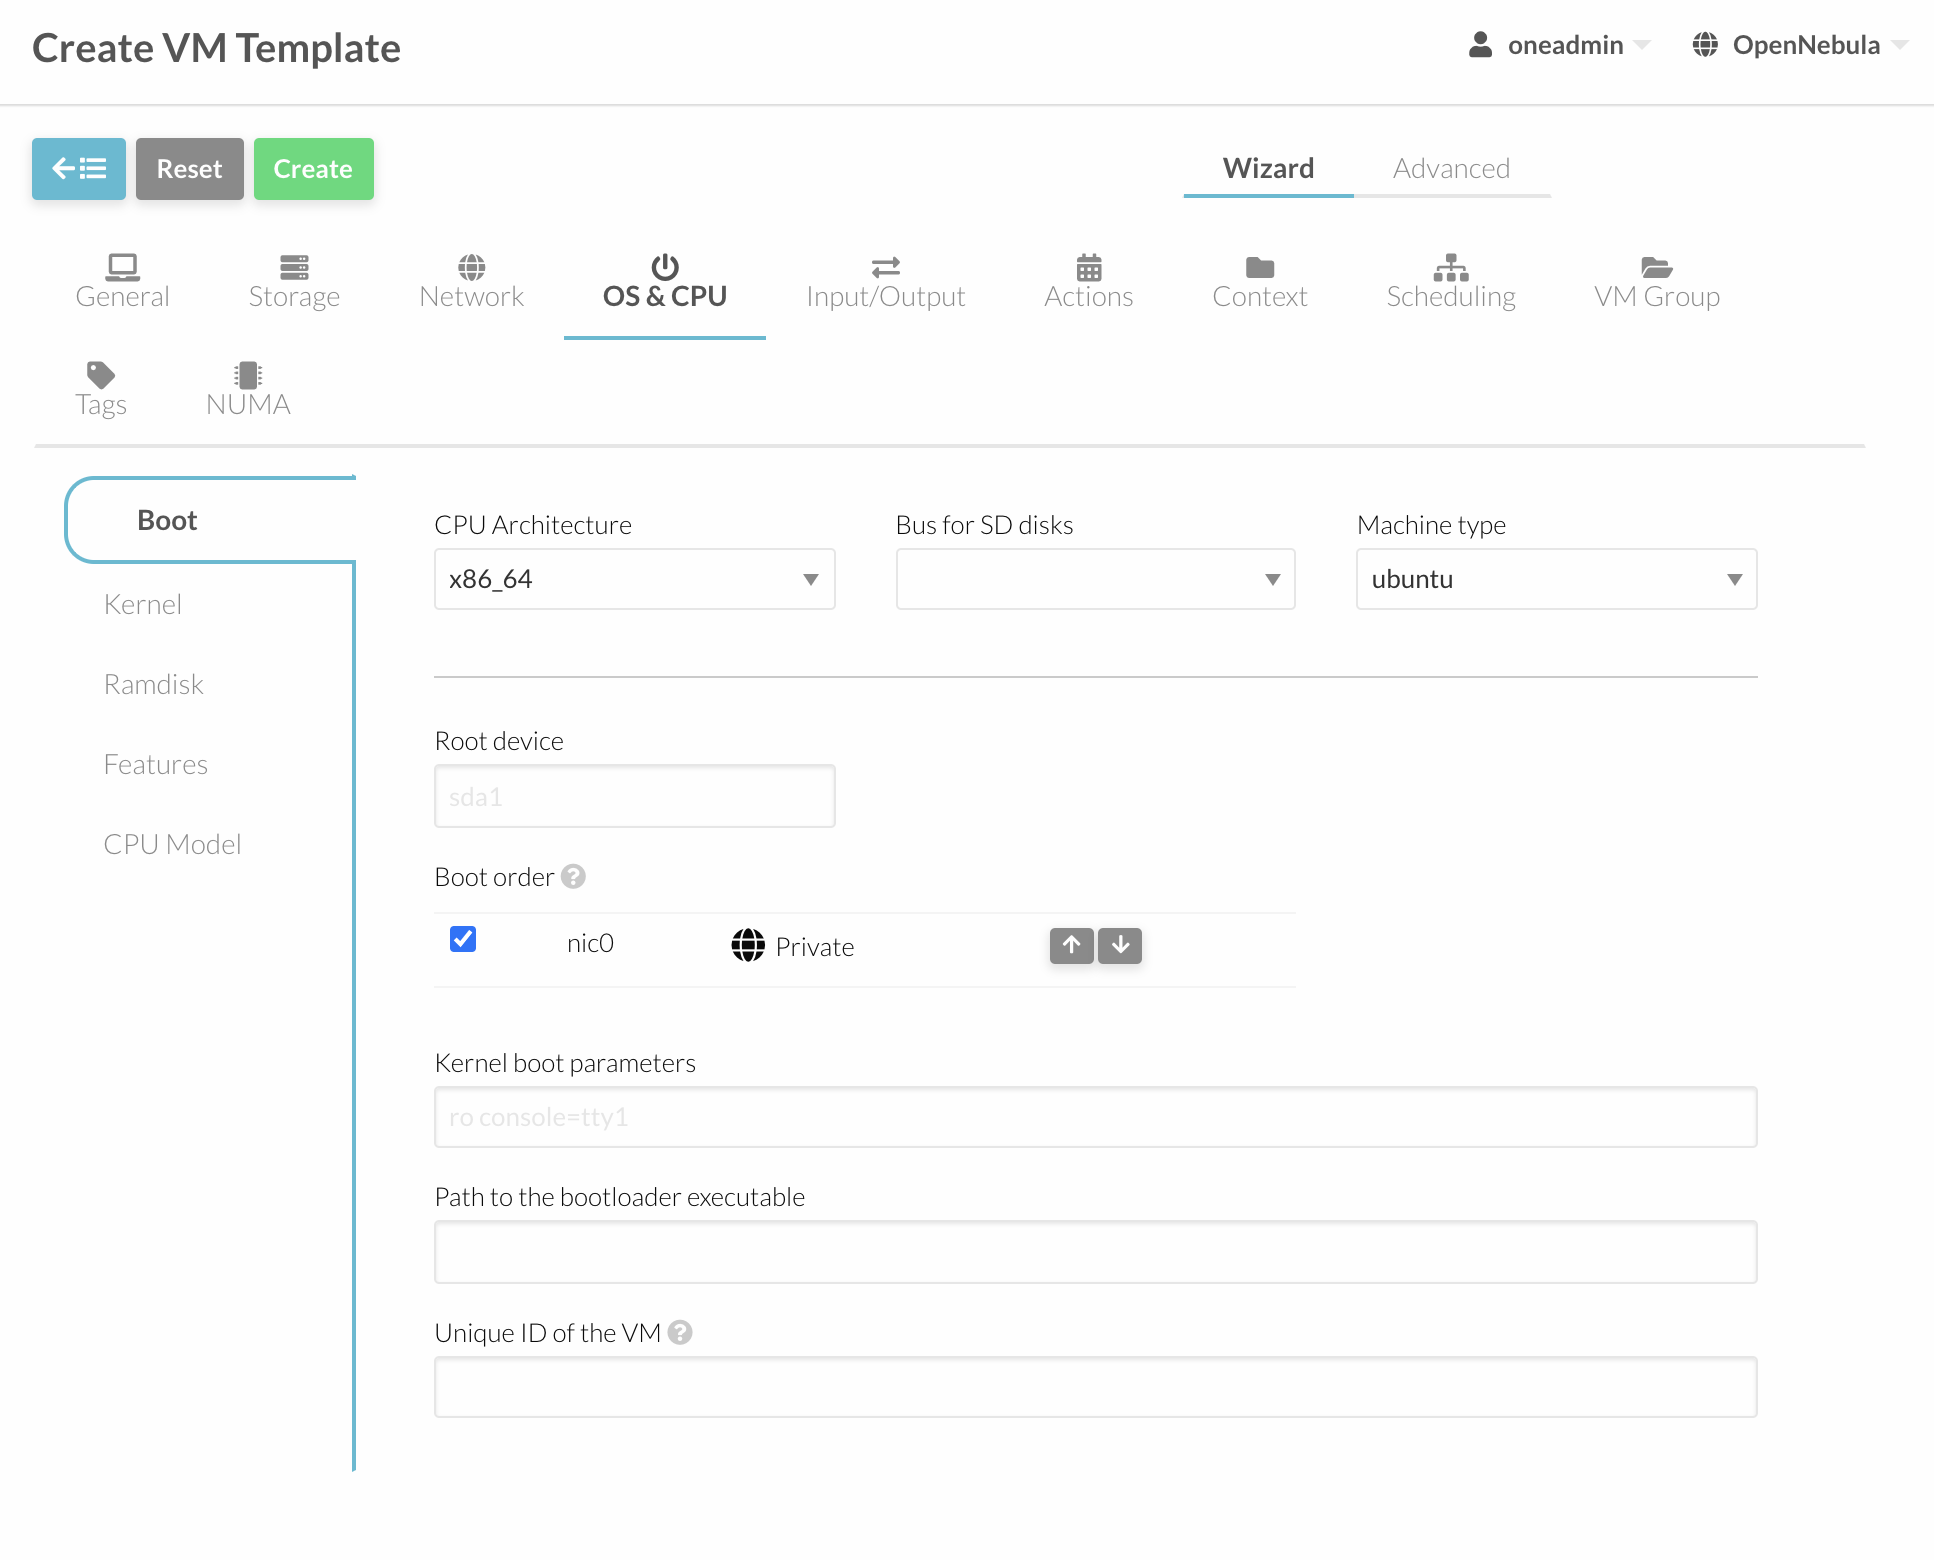 Create VM Template
oneadmin
OpenNebula
Reset
Create
Wizard
Advanced
General
Storage
Network
OS & CPU
Input/Output
Actions
Context
Scheduling
VM Group
Tags
NUMA
Boot
Kernel
Ramdisk
Features
CPU Model
CPU Architecture
x86_64
Bus for SD disks
Machine type
ubuntu
Root device
sda1
Boot order
nic0
Private
Kernel boot parameters
ro console=tty1
Path to the bootloader executable
Unique ID of the VM